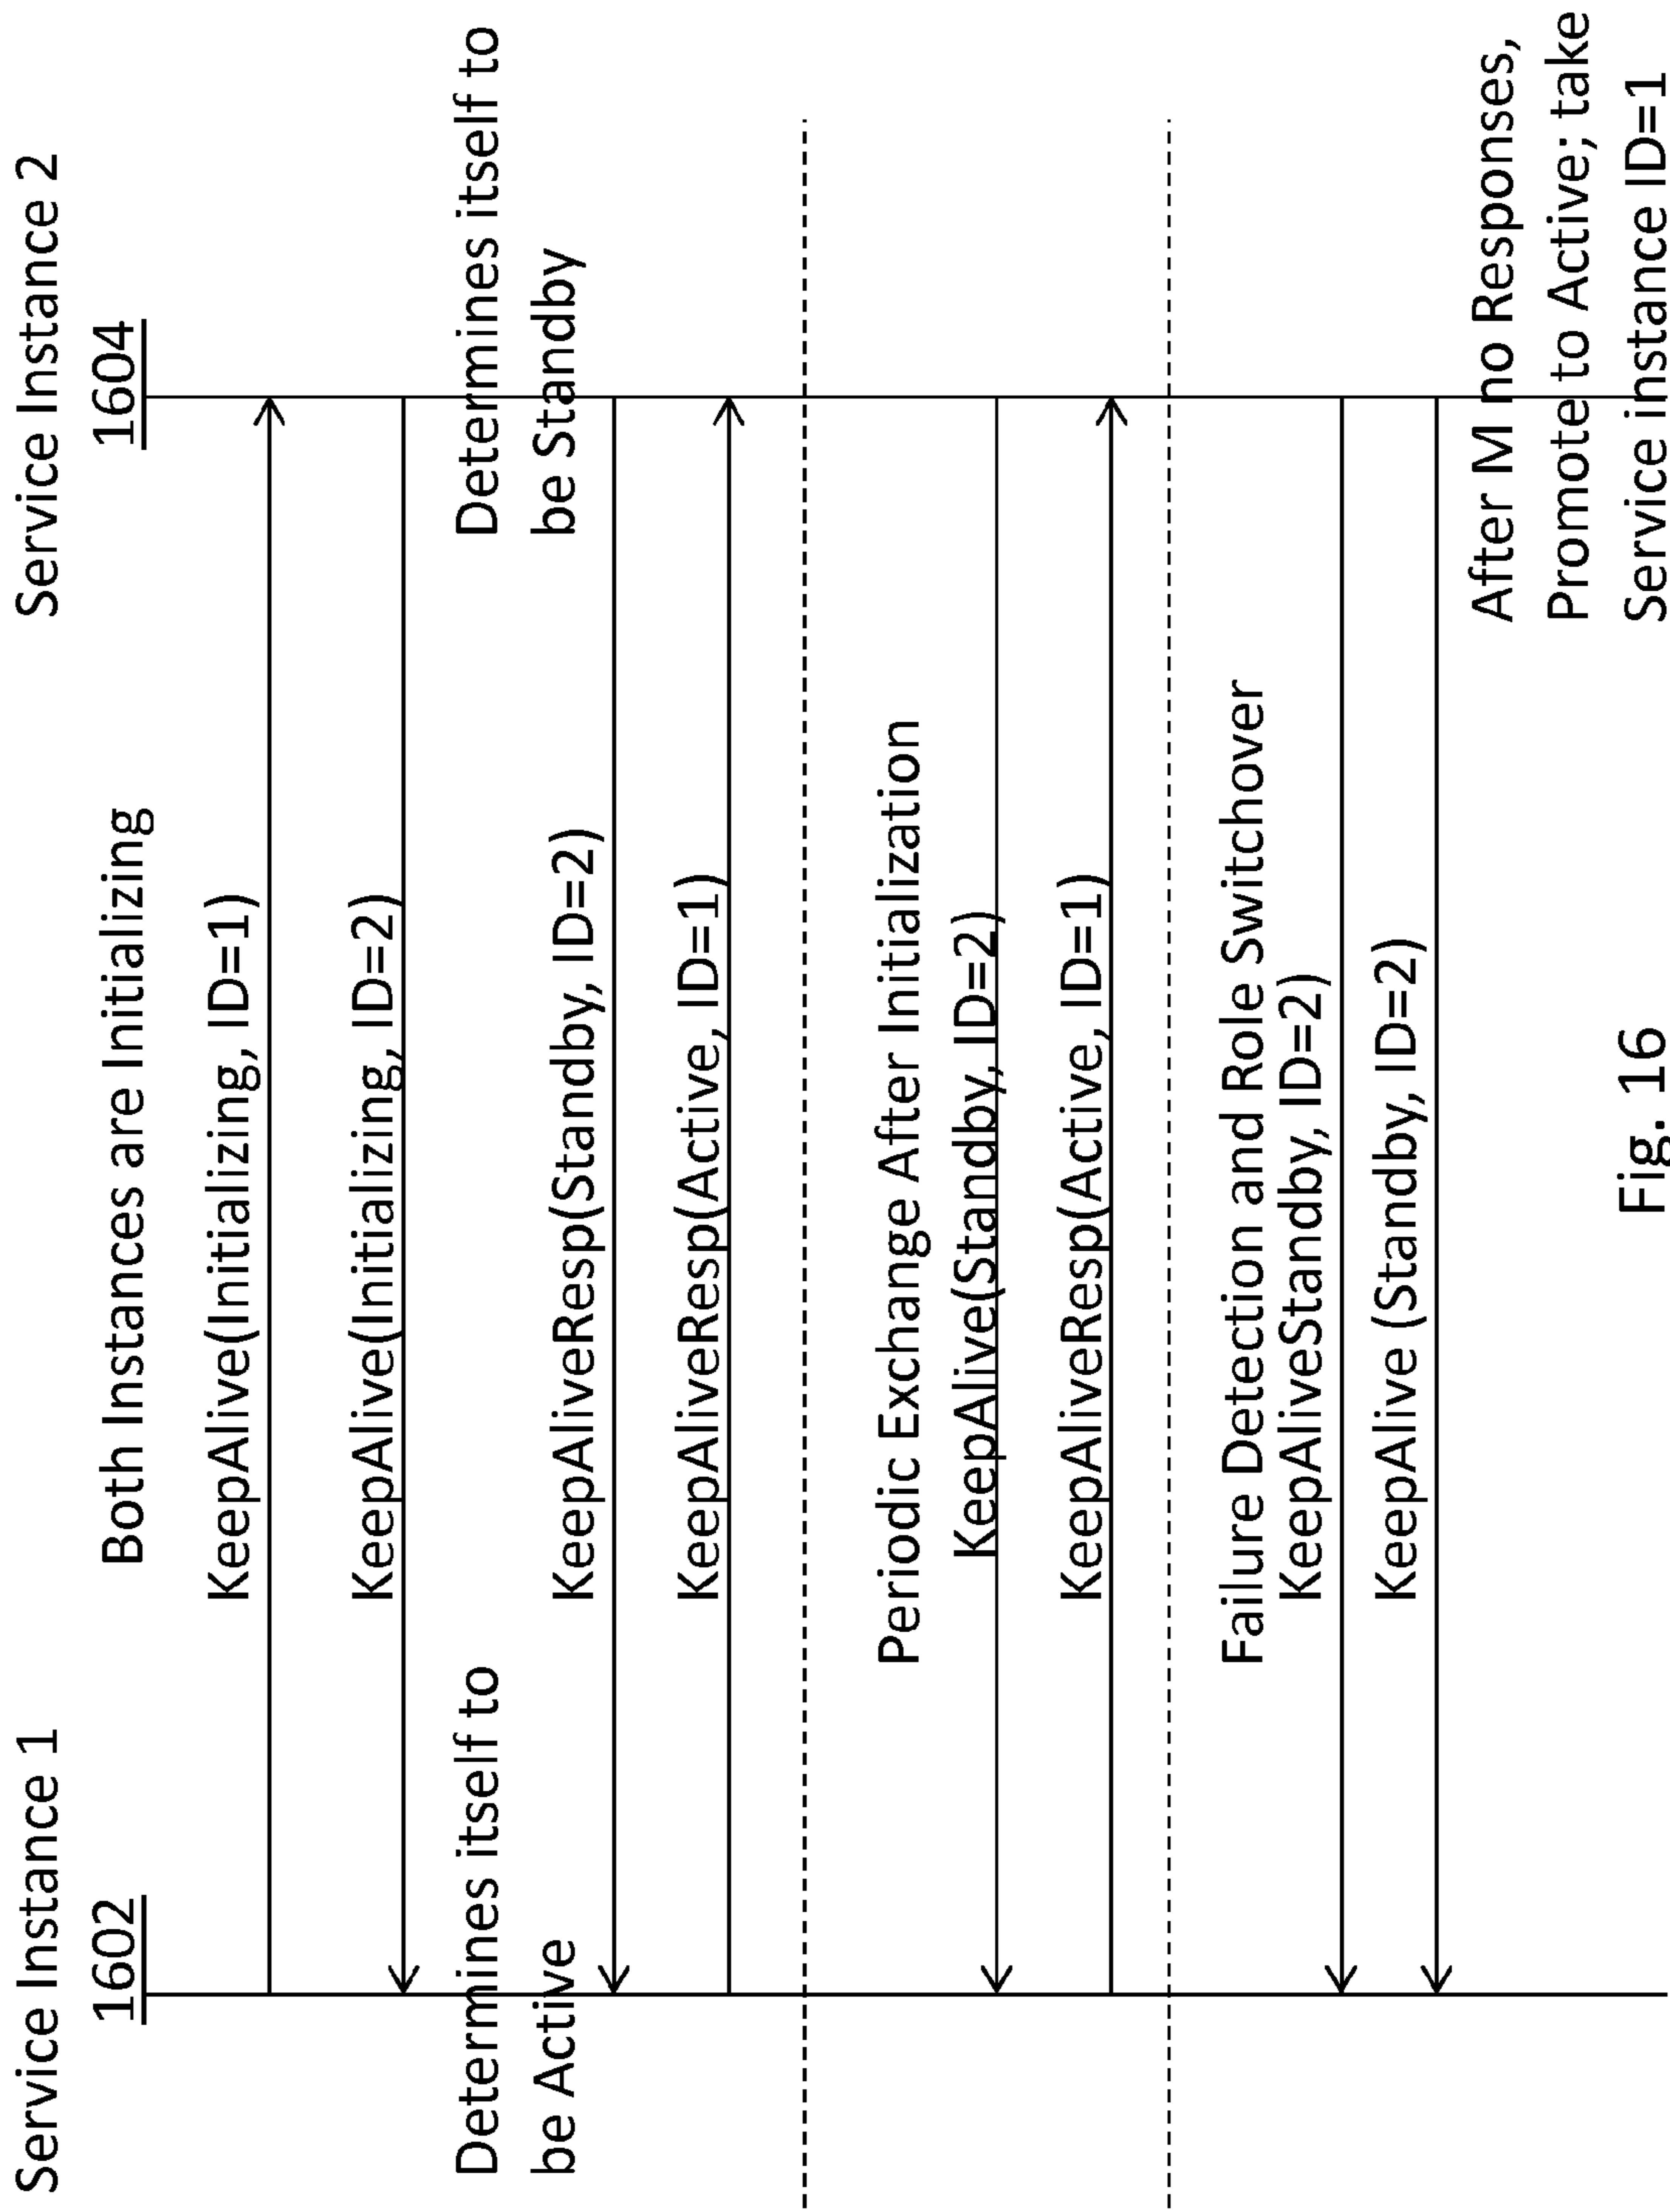 Service Instance 1
Service Instance 2
1602
1604
Both Instances are Initializing
KeepAlive(Initializing, ID=1)
KeepAlive(Initializing, ID=2)
Determines itself to
be Active
Determines itself to
be Standby
KeepAliveResp(Standby, ID=2)
KeepAliveResp(Active, ID=1)
Periodic Exchange After Initialization
KeepAlive(Standby, ID=2)
KeepAliveResp(Active, ID=1)
Failure Detection and Role Switchover
KeepAliveStandby, ID=2)
KeepAlive (Standby, ID=2)
After M no Responses,
Promote to Active; take
Service instance ID=1
Fig. 16